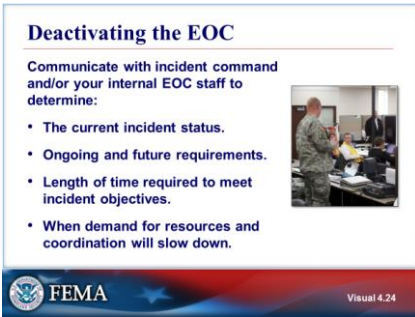 Deactivating the EOC
Communicate with incident command
and/or your internal EOC staff to
determine:
• The current incident status.
• Ongoing and future requirements.
• Length of time required to meet
incident objectives.
• When demand for resources and
coordination will slow down.
FEMA
Visual 4.24